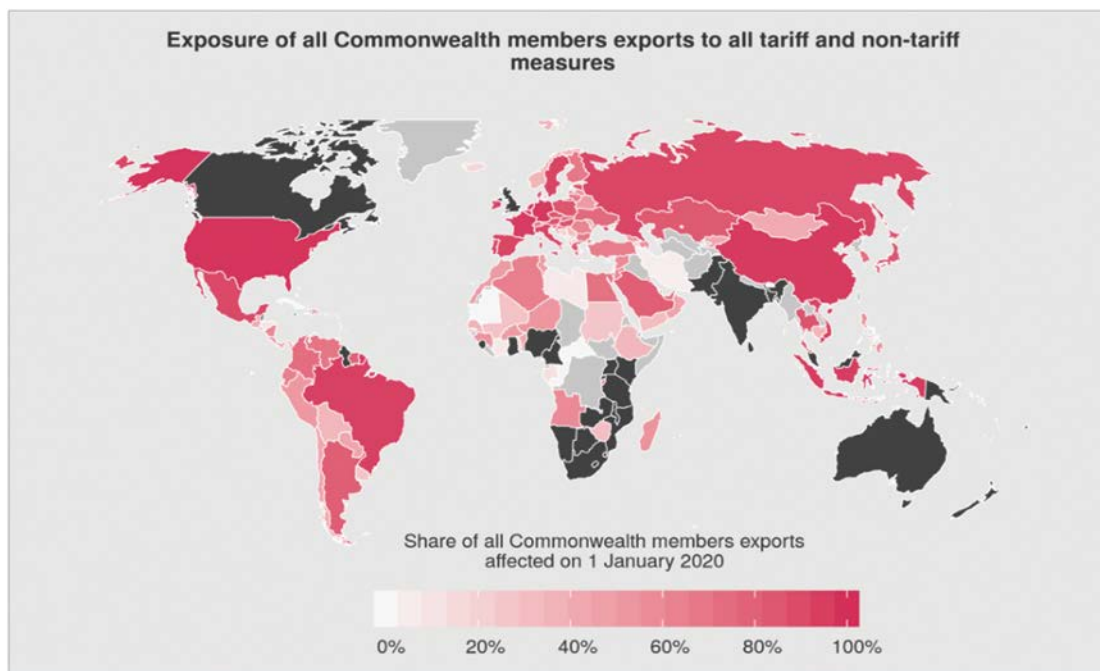 Exposure of all Commonwealth members exports to all tariff and non-tariff
measures
Share of all Commonwealth members exports
affected on 1 January 2020
0% 20% 40% 60% 80% 100%